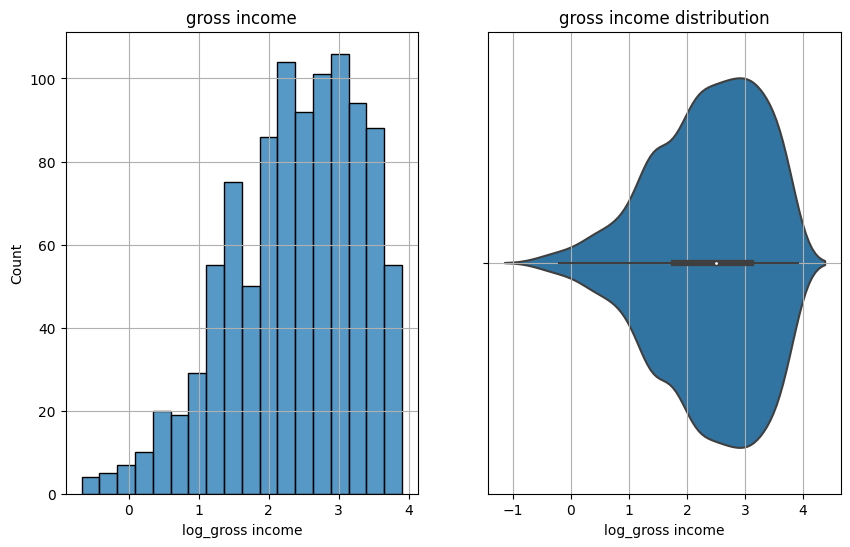 gross income
Count
100
80
60
40
20
0
0 1 2 3 4
log_gross income
gross income distribution
−1 0 1 2 3 4
log_gross income